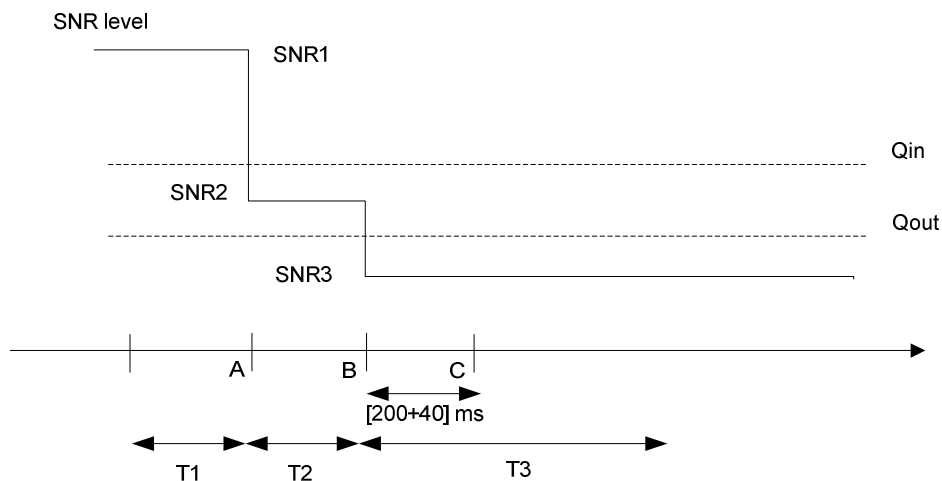 SNR level
SNR1
Qin
SNR2
Qout
SNR3
A
B
C
[200+40] ms
T1
T2
T3